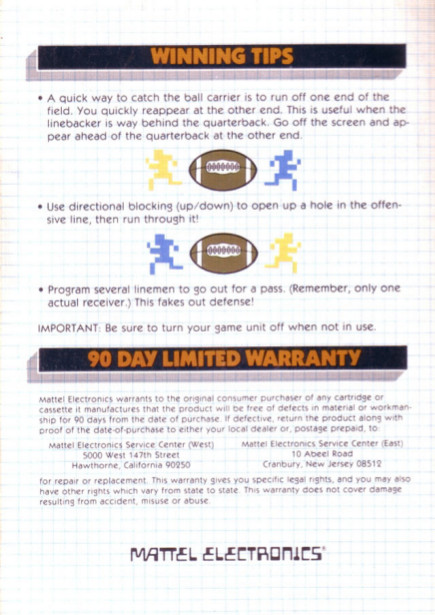 WINNING TIPS
• A quick way to catch the ball carrier is to run off one end of the
field. You quickly reappear at the other end. This is useful when the
linebacker is way behind the quarterback. Go off the screen and ap-
pear ahead of the quarterback at the other end.
• Use directional blocking (up/down) to open up a hole in the offen-
sive line, then run through it!
• Program several linemen to go out for a pass. (Remember, only one
actual receiver.) This fakes out defense!
IMPORTANT: Be sure to turn your game unit off when not in use.
90 DAY LIMITED WARRANTY
Mattel Electronics warrants to the original consumer purchaser of any cartridge or
cassette it manufactures that the product will be free of defects in material or workman-
ship for 90 days from the date of purchase. If defective, return the product along with
proof of the date-of-purchase to either your local dealer or, postage prepaid, to:
Mattel Electronics Service Center (West)
5000 West 147th Street
Hawthorne, California 90250
Mattel Electronics Service Center (East)
10 Abeel Road
Cranbury, New Jersey 08512
for repair or replacement. This warranty gives you specific legal rights, and you may also
have other rights which vary from state to state. This warranty does not cover damage
resulting from accident, misuse or abuse.
MATTEL ELECTRONICS®